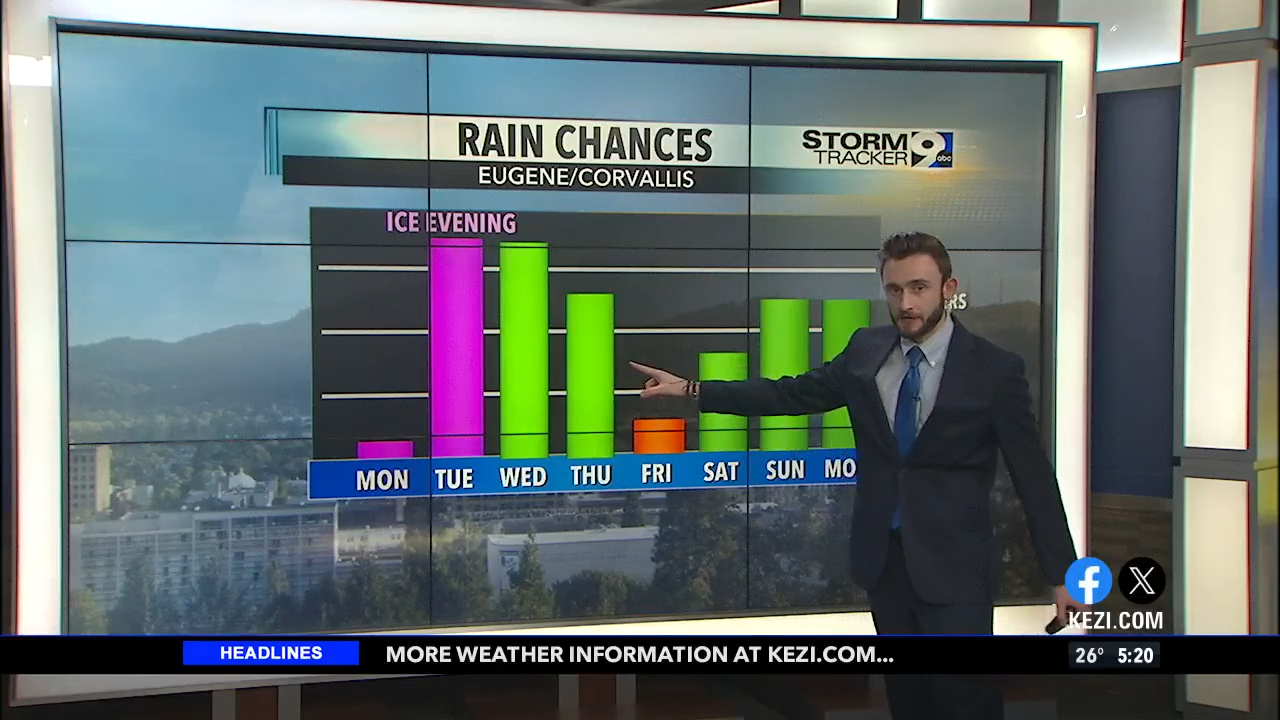 RAIN CHANCES
EUGENE/CORVALLIS
STORM
TRACKER 9 abc
ICE EVENING
MON TUE WED THU FRI SAT SUN MO
KEZI.COM
HEADLINES MORE WEATHER INFORMATION AT KEZI.COM... 26° 5:20